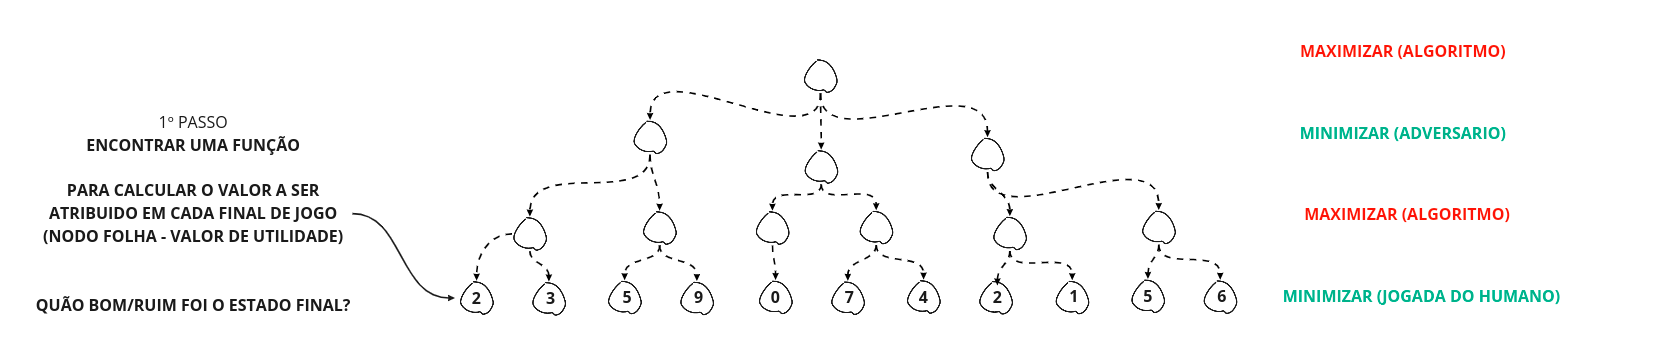 MAXIMIZAR (ALGORITMO)
1º PASSO
ENCONTRAR UMA FUNÇÃO
MINIMIZAR (ADVERSARIO)
PARA CALCULAR O VALOR A SER
ATRIBUIDO EM CADA FINAL DE JOGO
(NODO FOLHA - VALOR DE UTILIDADE)
MAXIMIZAR (ALGORITMO)
QUÃO BOM/RUIM FOI O ESTADO FINAL?
2 3 5 9 0 7 4 2 1 5 6
MINIMIZAR (JOGADA DO HUMANO)